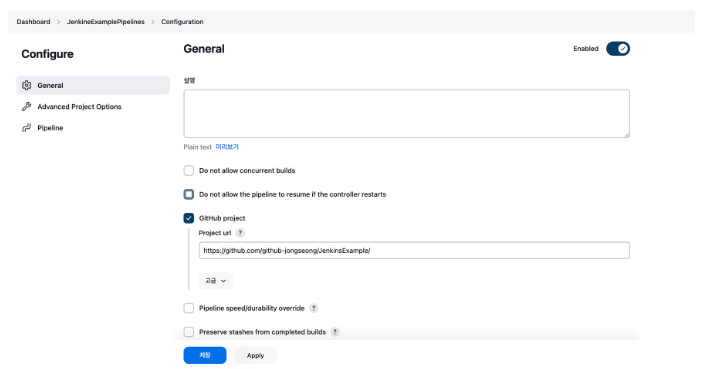 Dashboard > JenkineExamplePipelines > Configuration
Configure
General
Advanced Project Options
Pipeline
General
Enabled
설명
Plain text 미리보기
Do not allow concurrent builds
Do not allow the pipeline to resume if the controller restarts
GitHub project
Project url ?
https://github.com/github-jongseong/JenkinsExample/
고급
Pipeline speed/durability override ?
Preserve stashes from completed builds ?
저장
Apply